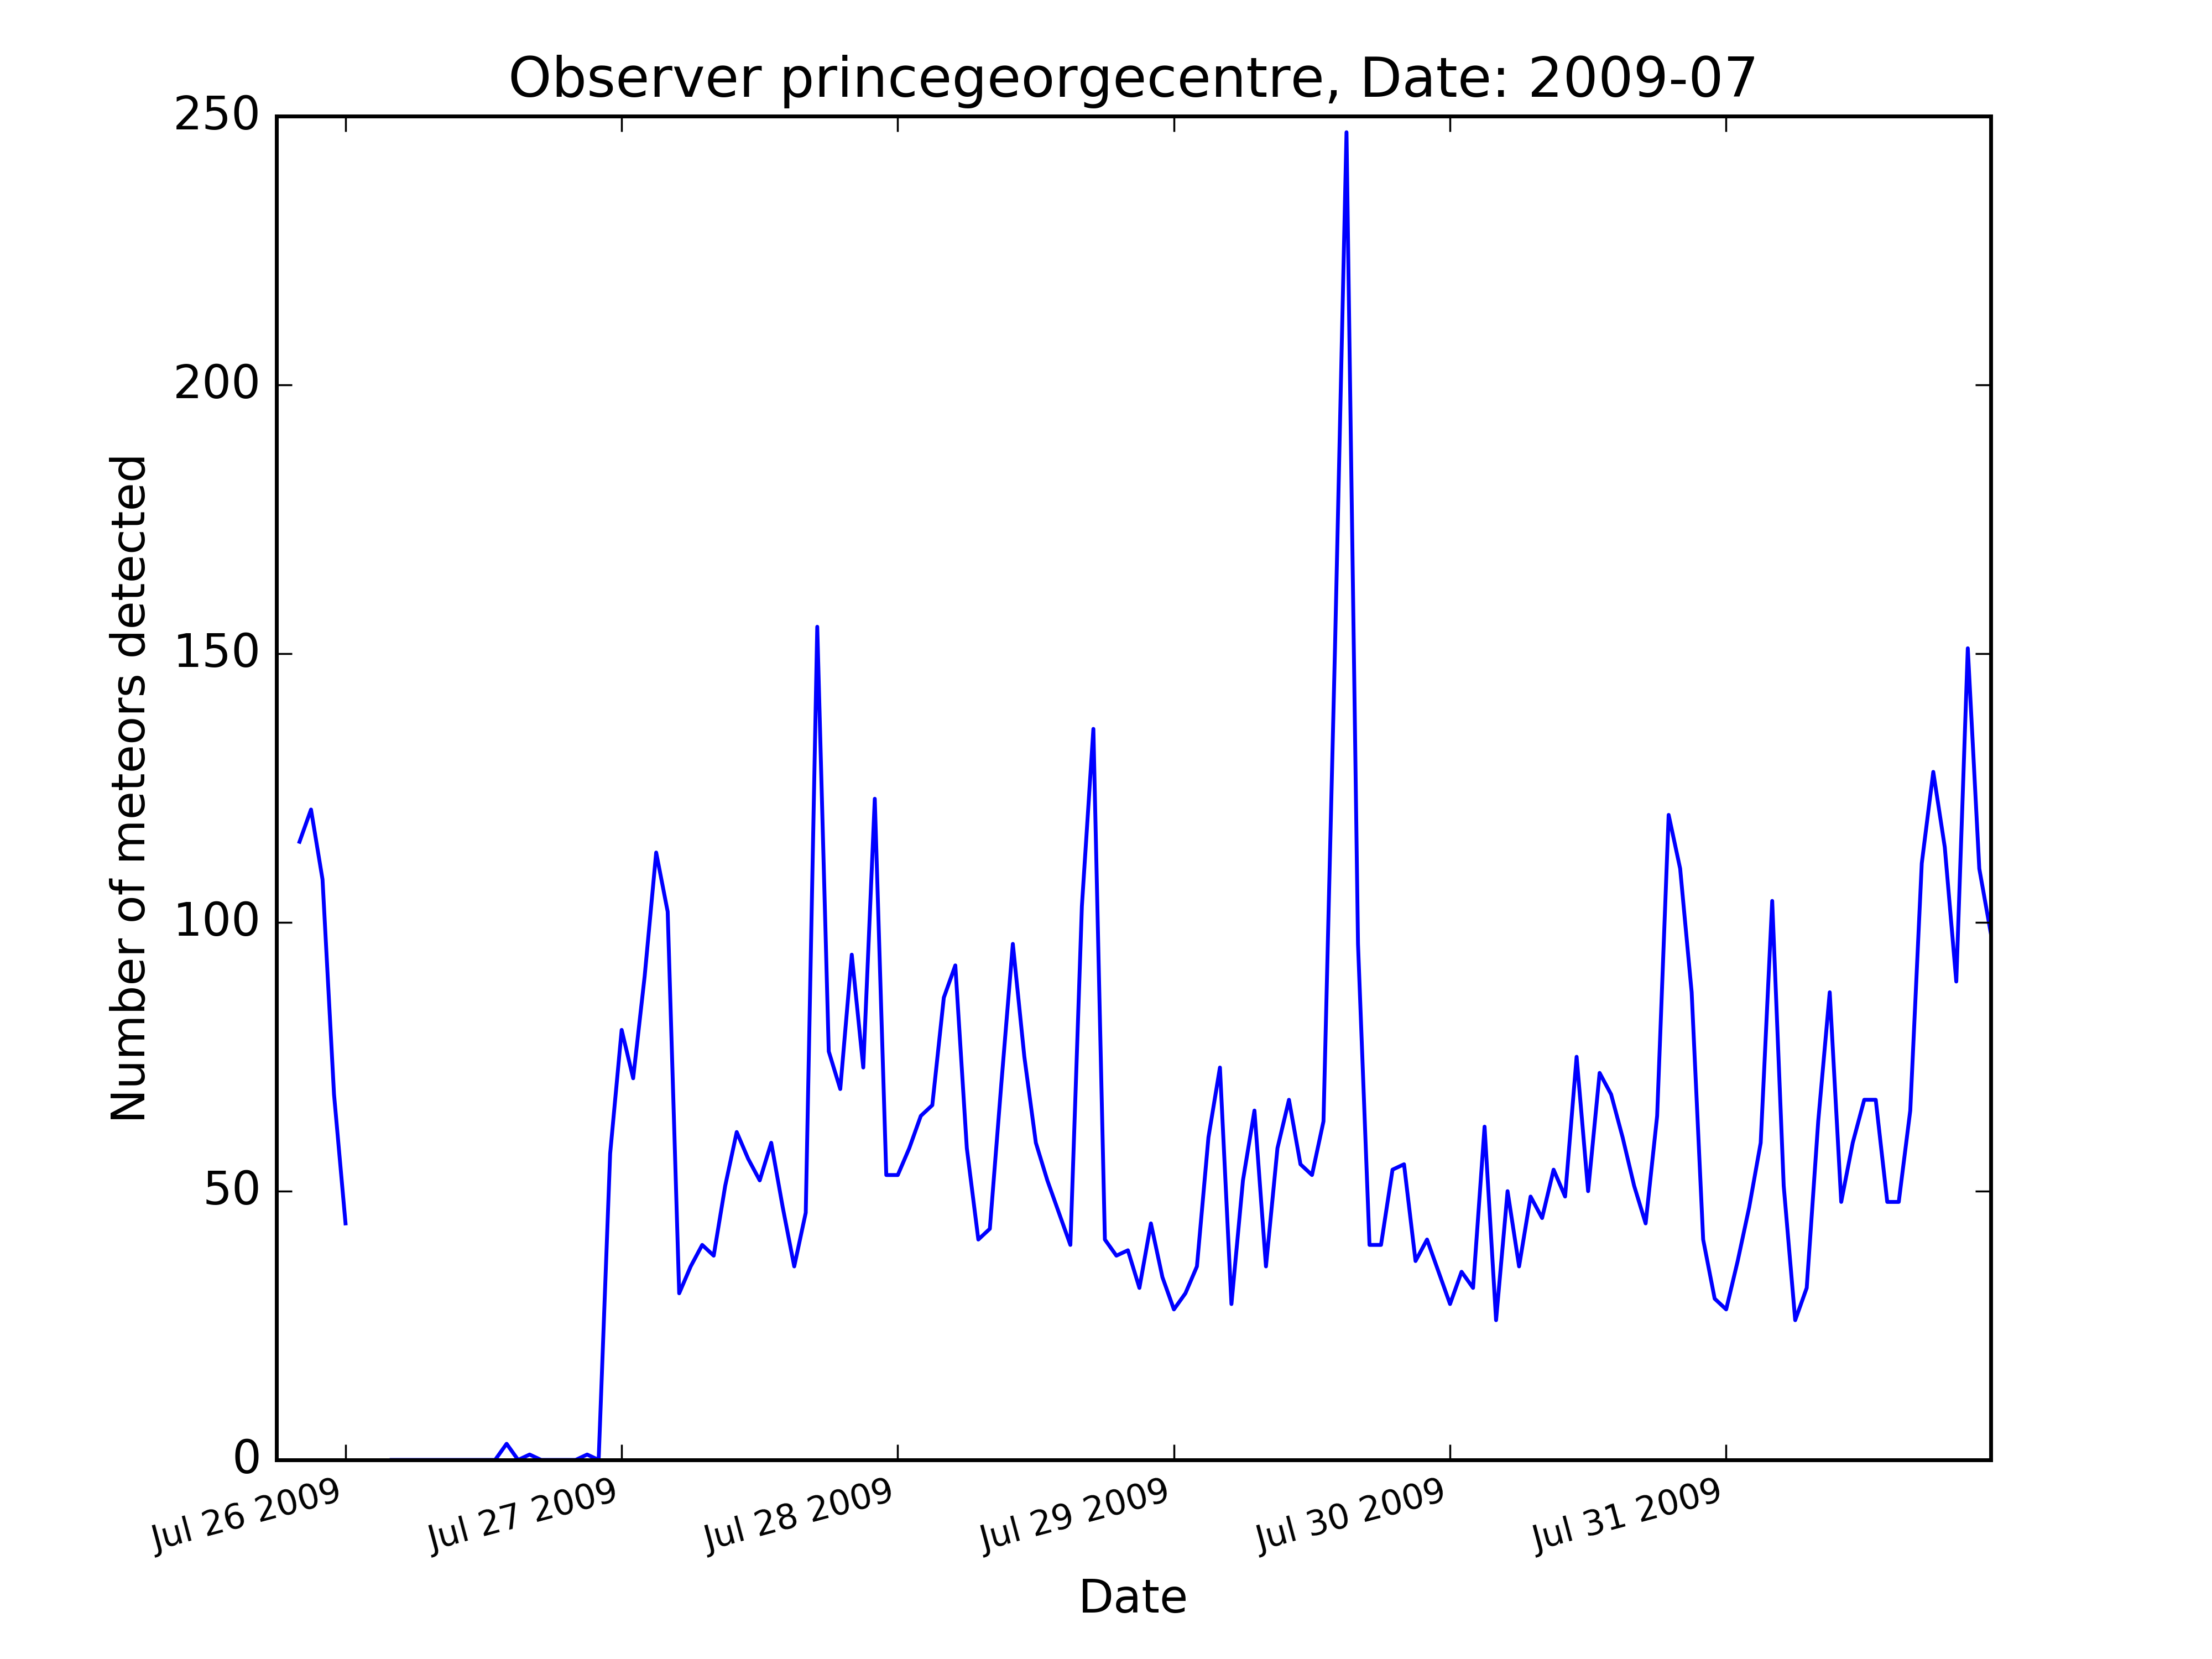 Observer princegeorgecentre, Date: 2009-07
250
200
150
100
50
0
Number of meteors detected
Jul 26 2009
Jul 27 2009
Jul 28 2009
Jul 29 2009
Jul 30 2009
Jul 31 2009
Date